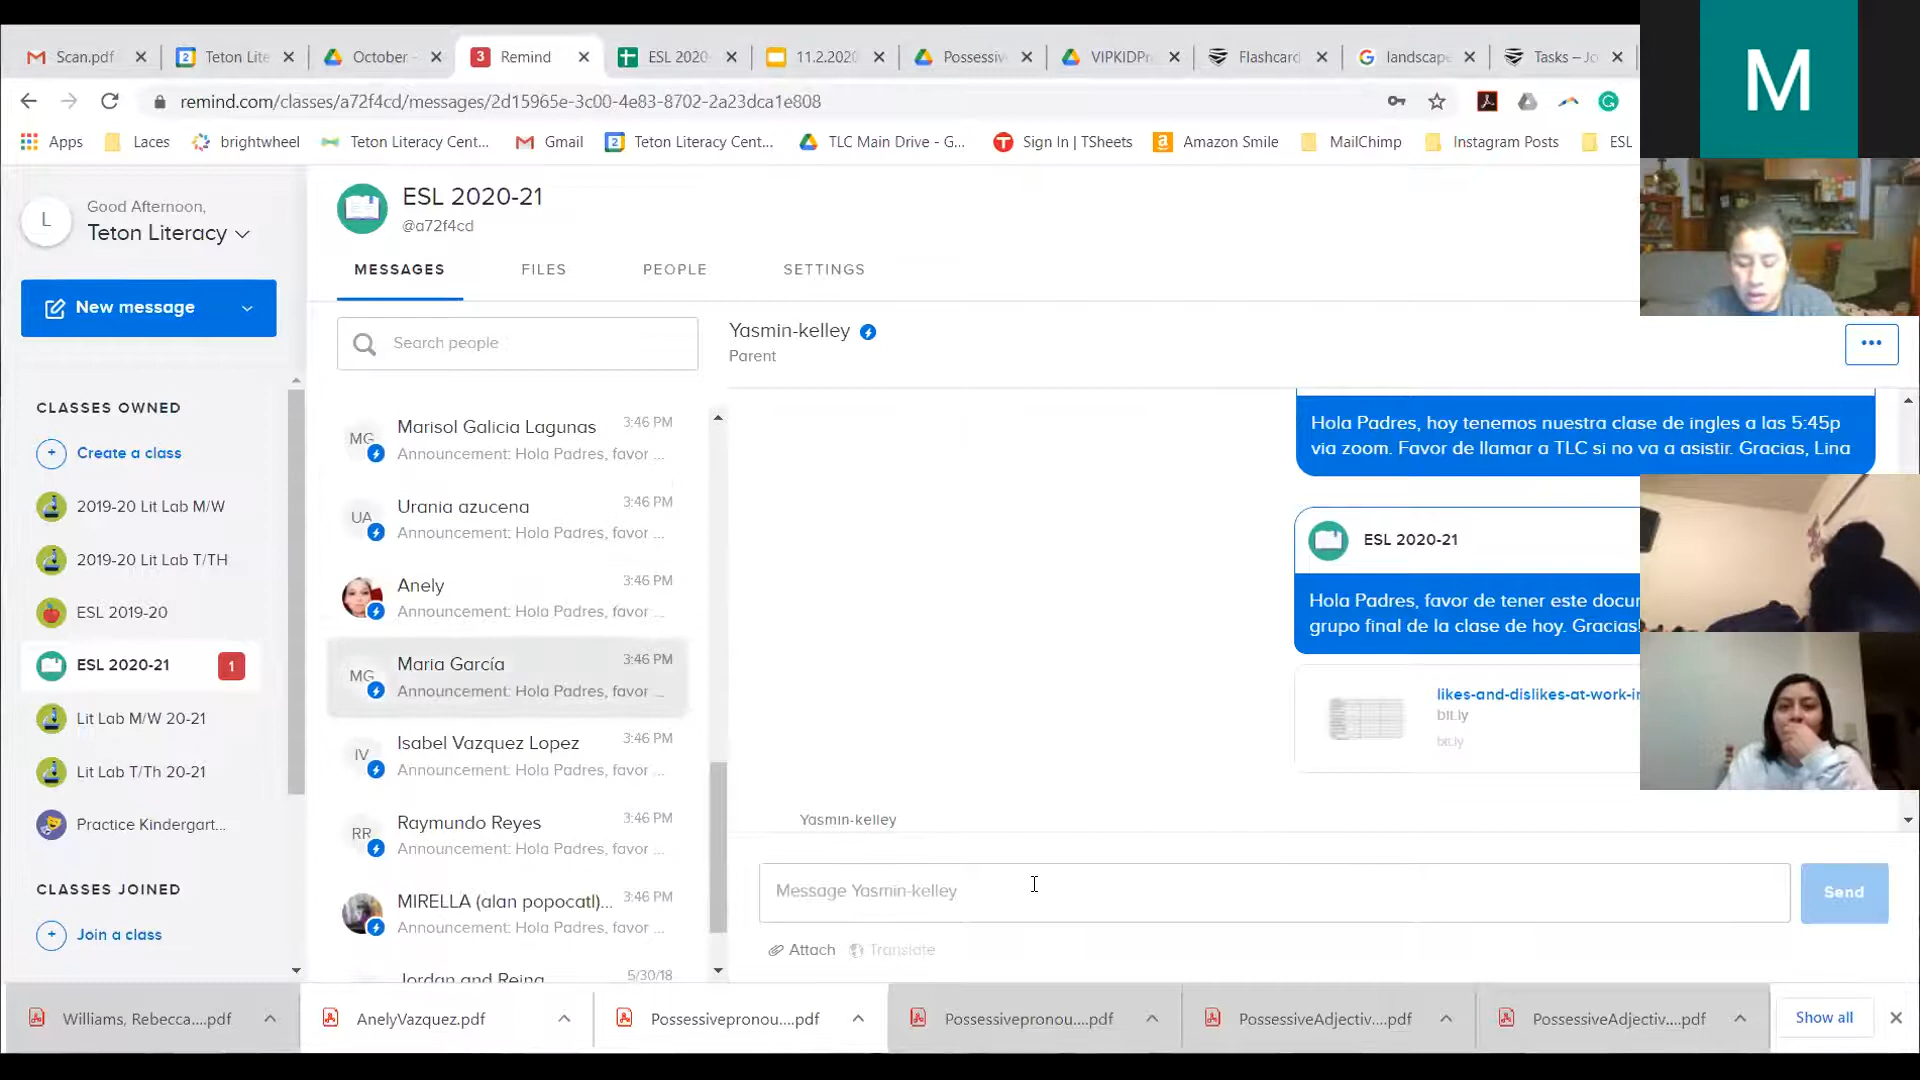 Scan.pdf
Teton Lite
October -
Remind
ESL 2020-
11.2.2020
Possessiv
VIPKIDPr
Flashcard
landscape
Tasks – Jo
remind.com/classes/a72f4cd/messages/2d15965e-3c00-4e83-8702-2a23dca1e808
Apps
Laces
brightwheel
Teton Literacy Cent...
Gmail
Teton Literacy Cent...
TLC Main Drive - G...
Sign In | TSheets
Amazon Smile
MailChimp
Instagram Posts
ESL
M
L
Good Afternoon,
Teton Literacy
New message
CLASSES OWNED
Create a class
2019-20 Lit Lab M/W
2019-20 Lit Lab T/TH
ESL 2019-20
ESL 2020-21
1
Lit Lab M/W 20-21
Lit Lab T/Th 20-21
Practice Kindergart...
CLASSES JOINED
Join a class
ESL 2020-21
@a72f4cd
MESSAGES
FILES
PEOPLE
SETTINGS
Search people
MG
Marisol Galicia Lagunas
3:46 PM
Announcement: Hola Padres, favor ...
UA
Urania azucena
3:46 PM
Announcement: Hola Padres, favor ...
Anely
3:46 PM
Announcement: Hola Padres, favor ...
MG
Maria García
3:46 PM
Announcement: Hola Padres, favor ...
IV
Isabel Vazquez Lopez
3:46 PM
Announcement: Hola Padres, favor ...
RR
Raymundo Reyes
3:46 PM
Announcement: Hola Padres, favor ...
MIRELLA (alan popocatl)...
3:46 PM
Announcement: Hola Padres, favor ...
Jordan and Reina
5/30/18
Yasmin-kelley
Parent
Hola Padres, hoy tenemos nuestra clase de ingles a las 5:45p
via zoom. Favor de llamar a TLC si no va a asistir. Gracias, Lina
ESL 2020-21
Hola Padres, favor de tener este docu
grupo final de la clase de hoy. Gracias
likes-and-dislikes-at-work-i
bit.ly
bit.ly
Yasmin-kelley
Message Yasmin-kelley
Send
Attach
Translate
Williams, Rebecca....pdf
AnelyVazquez.pdf
Possessivepronou....pdf
Possessivepronou....pdf
PossessiveAdjectiv....pdf
PossessiveAdjectiv....pdf
Show all